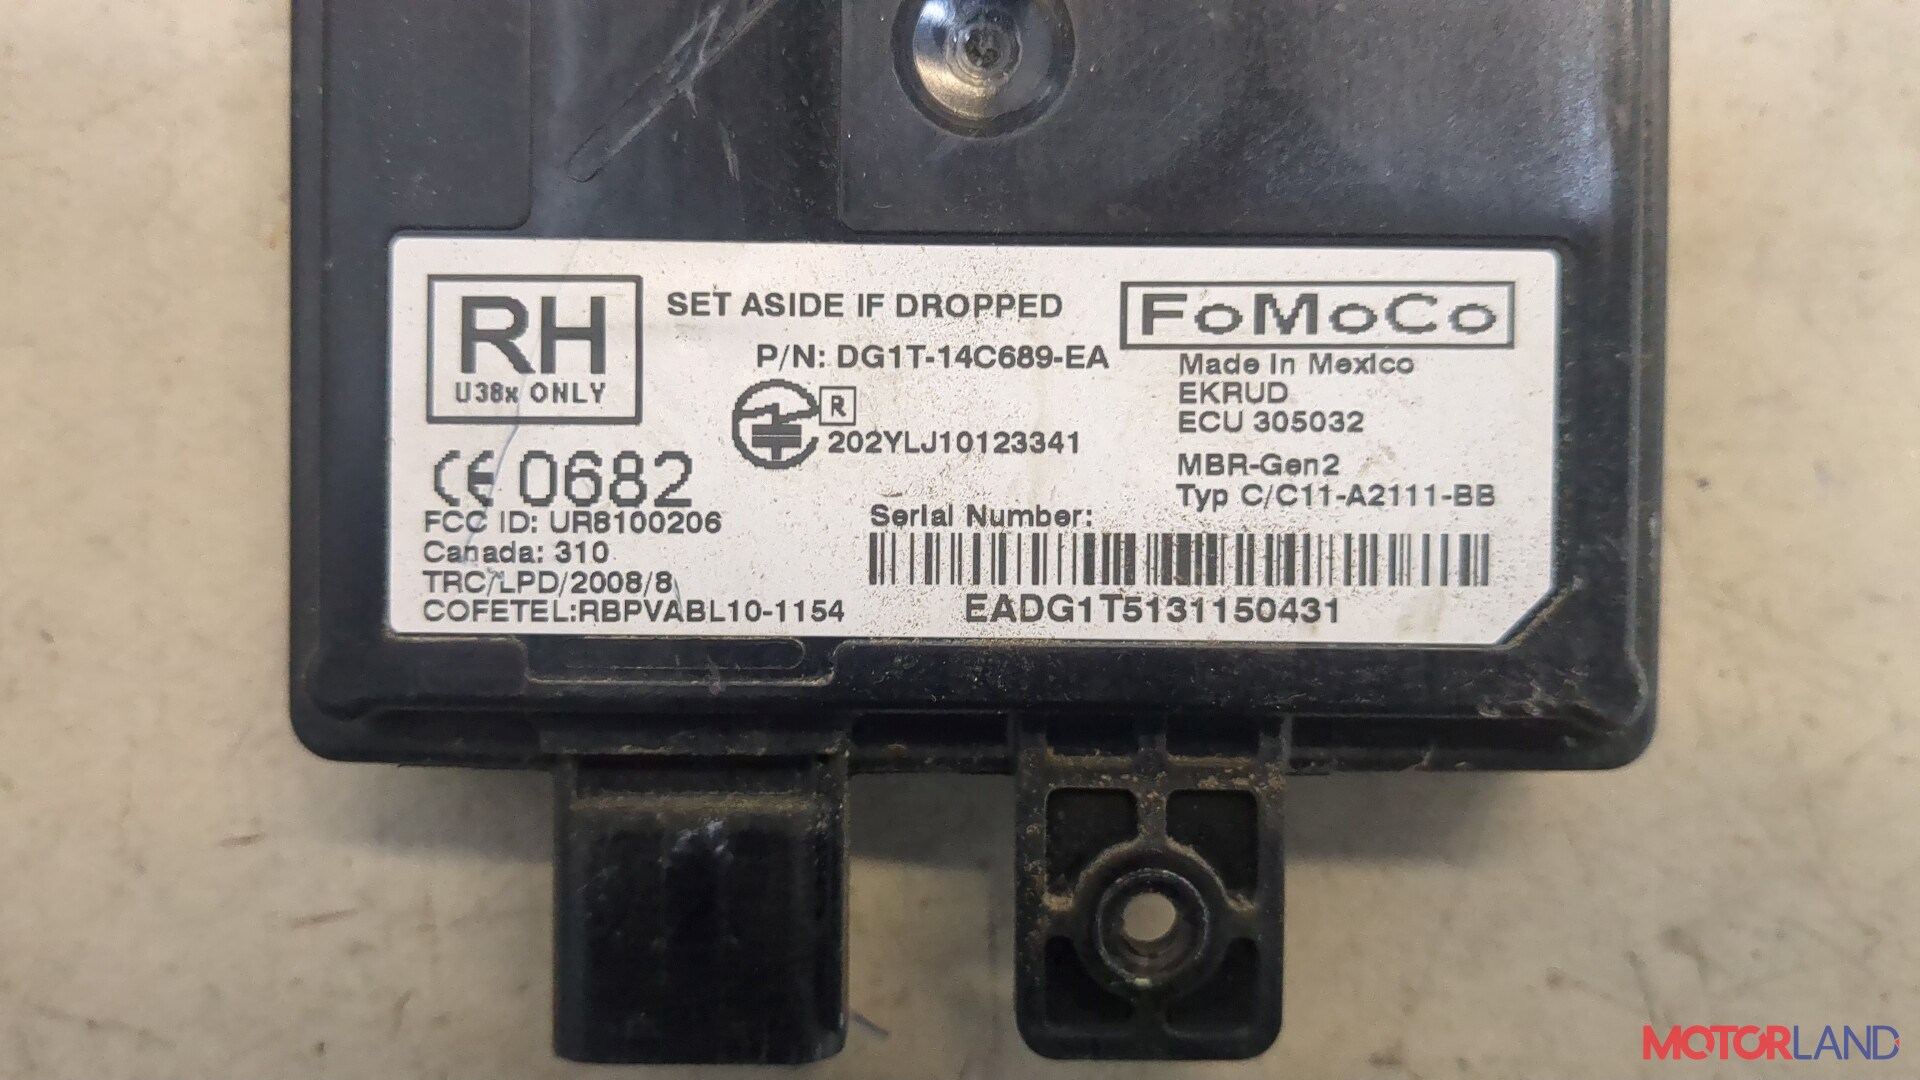 RH
U38x ONLY
SET ASIDE IF DROPPED
FoMoCo
P/N: DG1T-14C689-EA
R
202YLJ10123341
Made In Mexico
EKRUD
ECU 305032
MBR-Gen2
Typ C/C11-A2111-BB
CE 0682
FCC ID: UR8100206
Canada: 310
TRC/LPD/2008/8
COFETEL:RBPVABL10-1154
Serial Number:
EADG1T5131150431
MOTORLAND